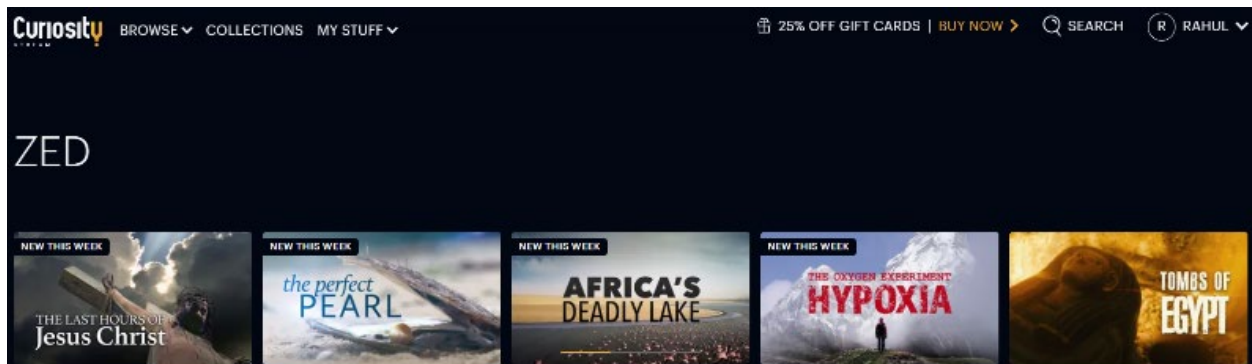 Curiosity
STREAM
BROWSE COLLECTIONS MY STUFF
25% OFF GIFT CARDS | BUY NOW SEARCH R RAHUL
ZED
NEW THIS WEEK
THE LAST HOURS OF
Jesus Christ
NEW THIS WEEK
the perfect
PEARL
NEW THIS WEEK
AFRICA'S
DEADLY LAKE
NEW THIS WEEK
THE OXYGEN EXPERIMENT
HYPOXIA
TOMBS OF
EGYPT